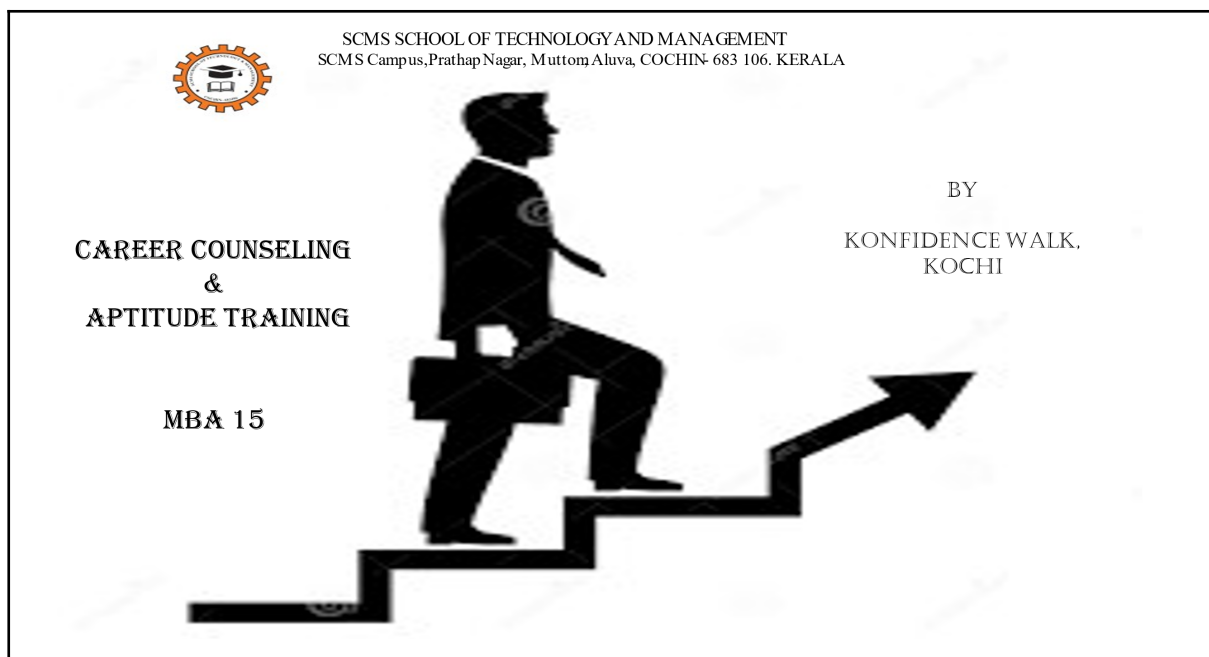 SCMS SCHOOL OF TECHNOLOGY AND MANAGEMENT
SCMS Campus,Prathap Nagar, Muttom, Aluva, COCHIN- 683 106. KERALA
BY
KONFIDENCE WALK,
KOCHI
CAREER COUNSELING
&
APTITUDE TRAINING
MBA 15